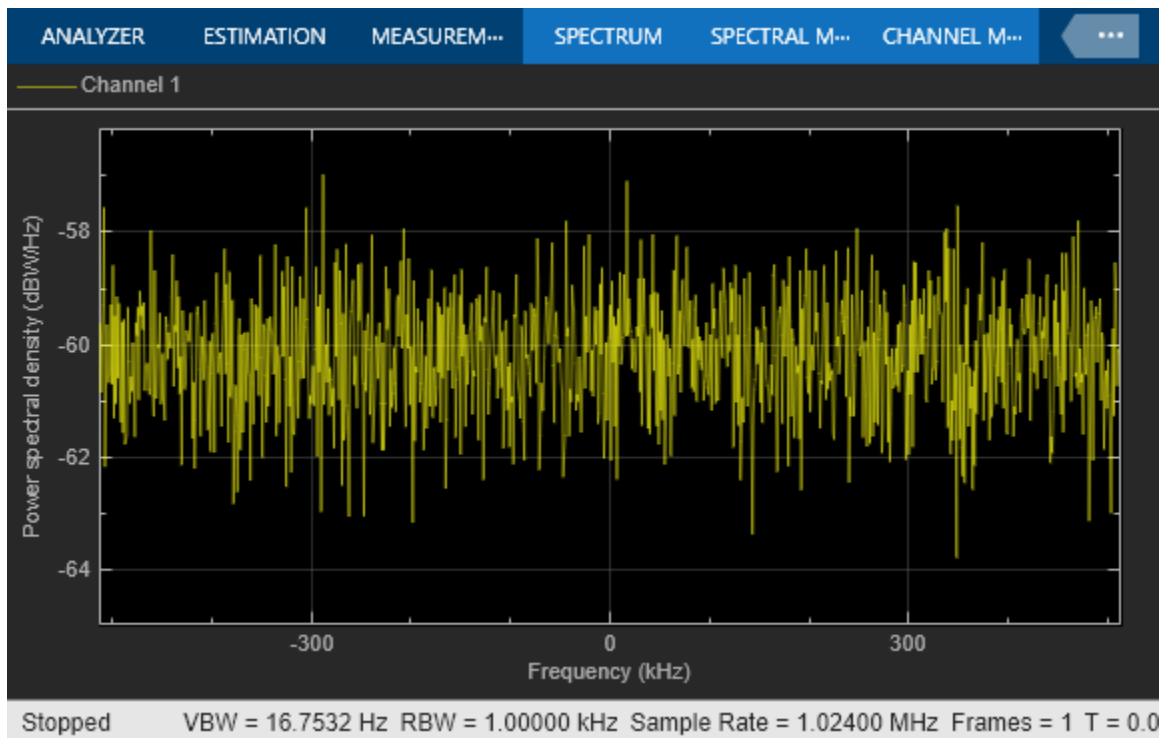 ANALYZER ESTIMATION MEASUREM... SPECTRUM SPECTRAL M... CHANNEL M... ...
Channel 1
Power spectral density (dBW/Hz)
-58
-60
-62
-64
-300 0 300
Frequency (kHz)
Stopped VBW = 16.7532 Hz RBW = 1.00000 kHz Sample Rate = 1.02400 MHz Frames = 1 T = 0.0